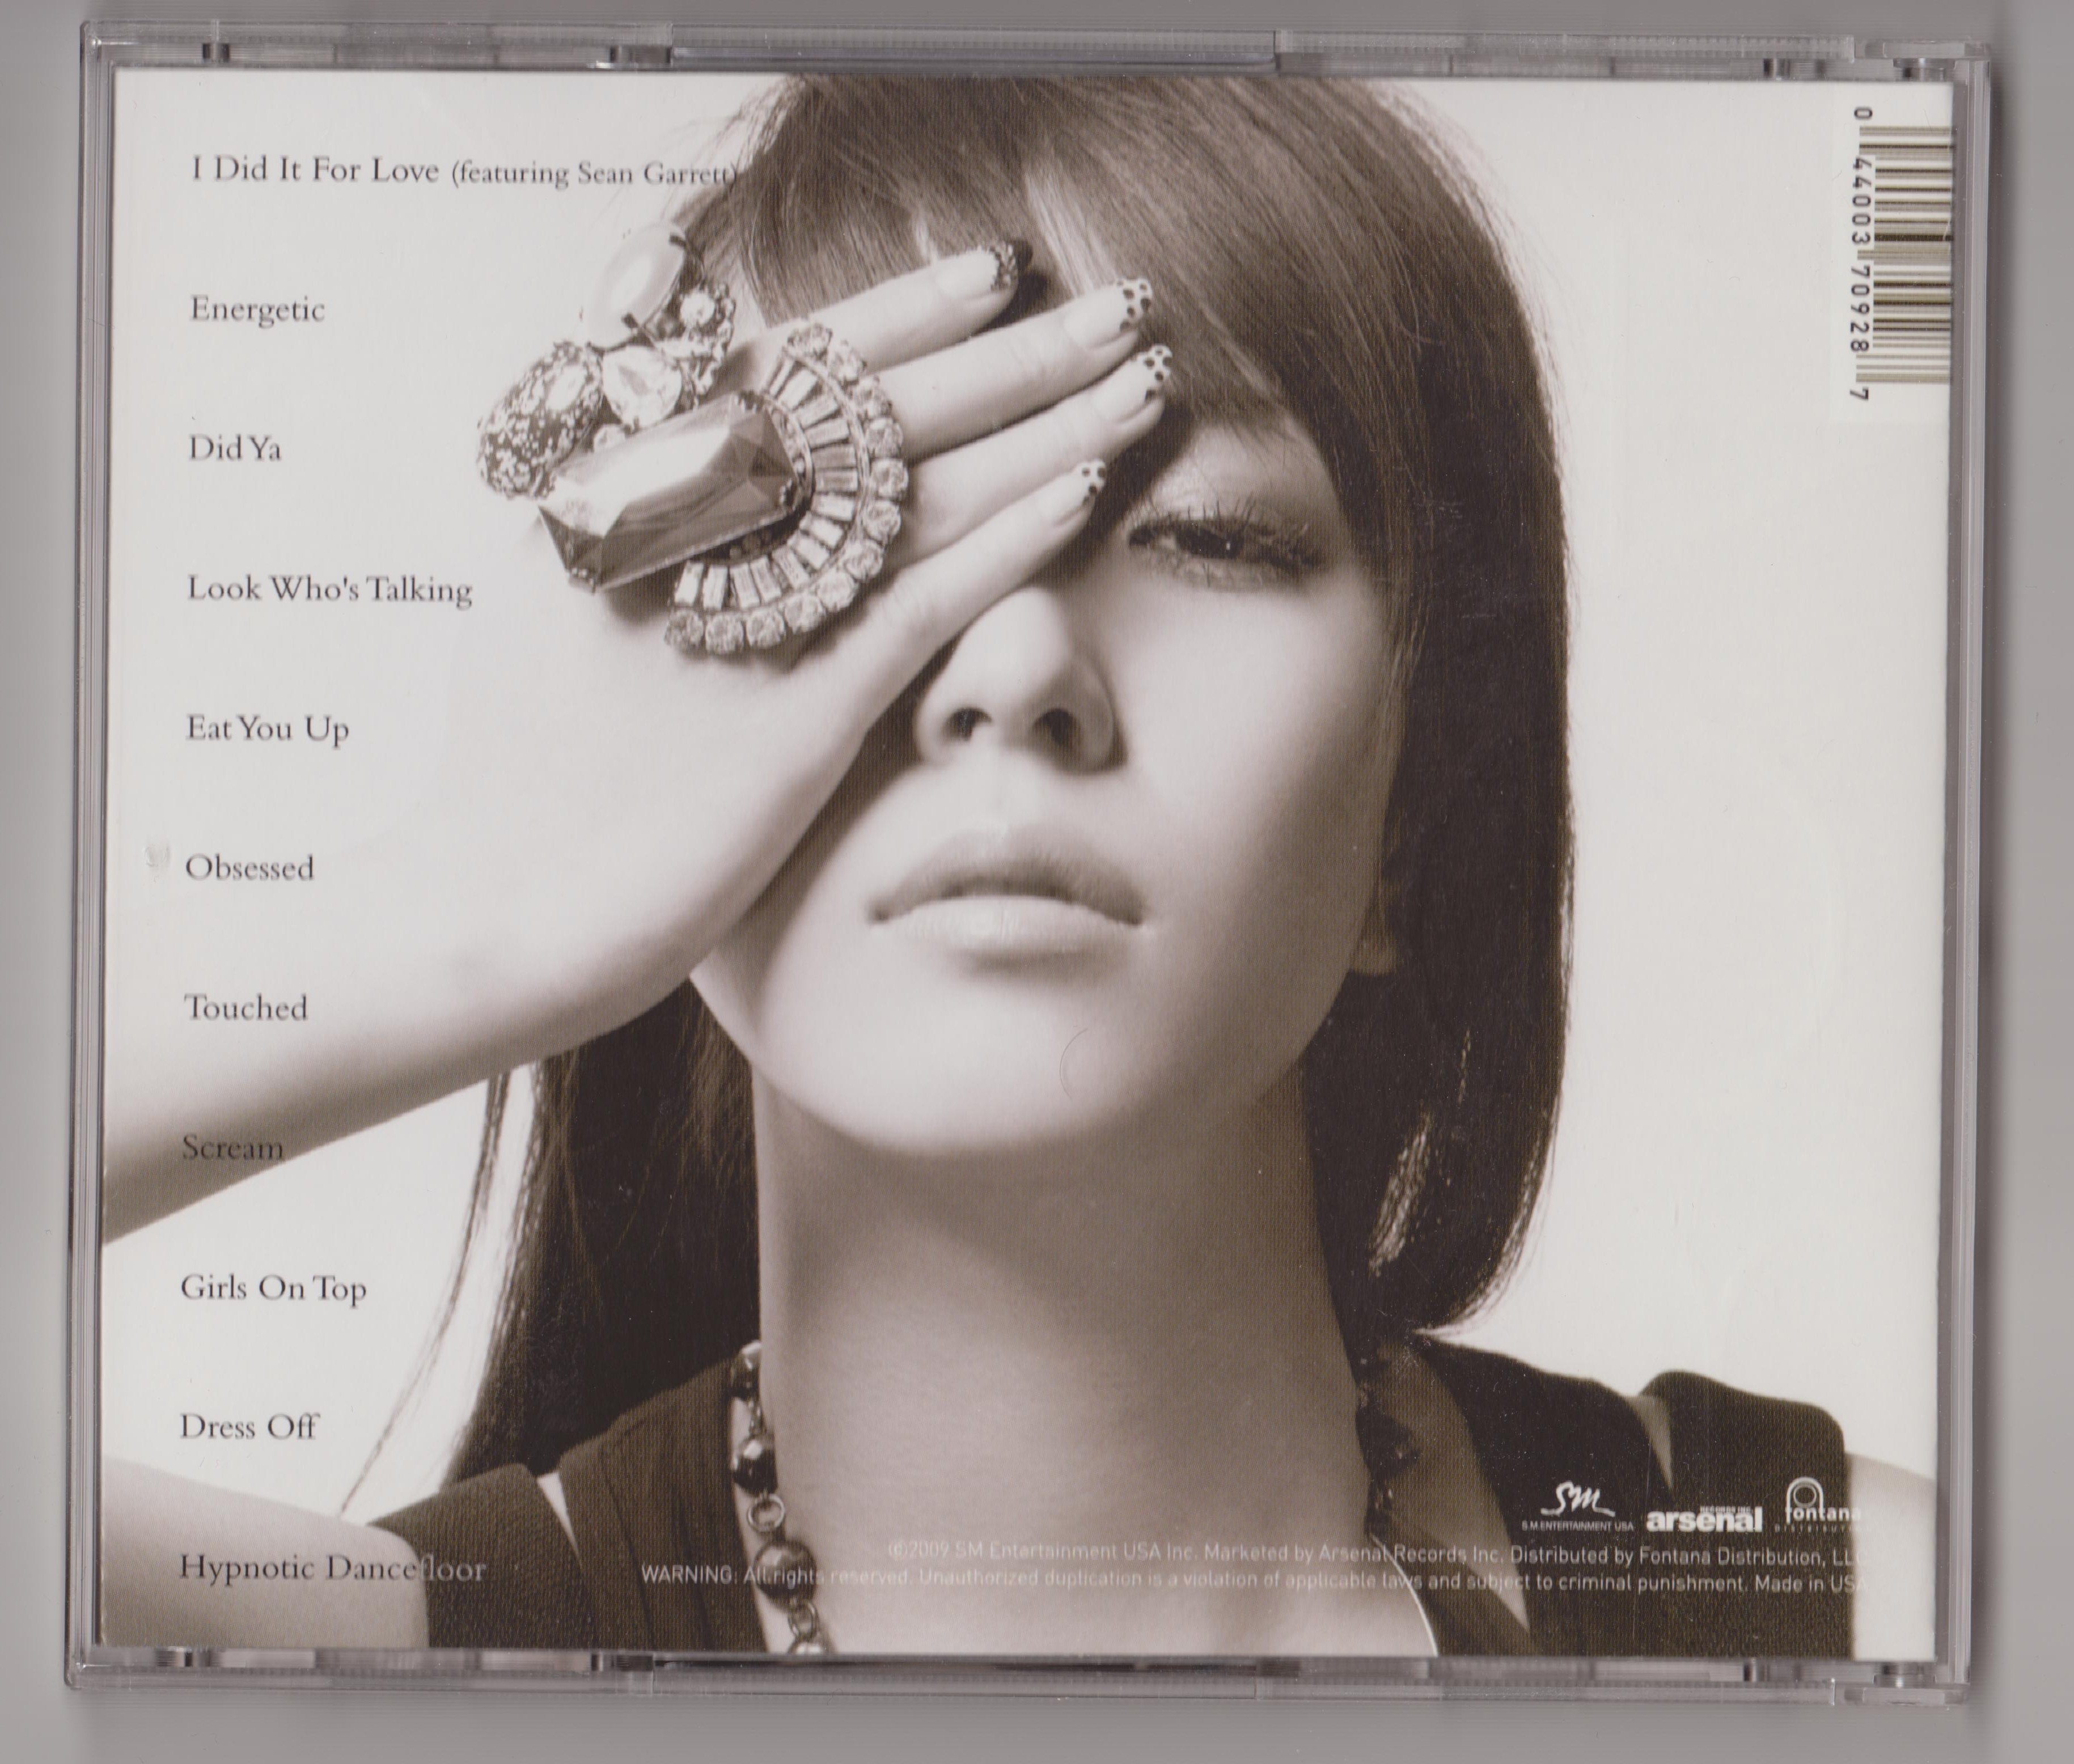 I Did It For Love (featuring Sean Garrett)
Energetic
Did Ya
Look Who's Talking
Eat You Up
Obsessed
Touched
Scream
Girls On Top
Dress Off
Hypnotic Dancefloor
0 44003 70928 7
SM
S.M.ENTERTAINMENT USA
RECORDS INC.
arsenal
fontana
℗©2009 SM Entertainment USA Inc. Marketed by Arsenal Records Inc. Distributed by Fontana Distribution, LLC
WARNING: All rights reserved. Unauthorized duplication is a violation of applicable laws and subject to criminal punishment. Made in USA